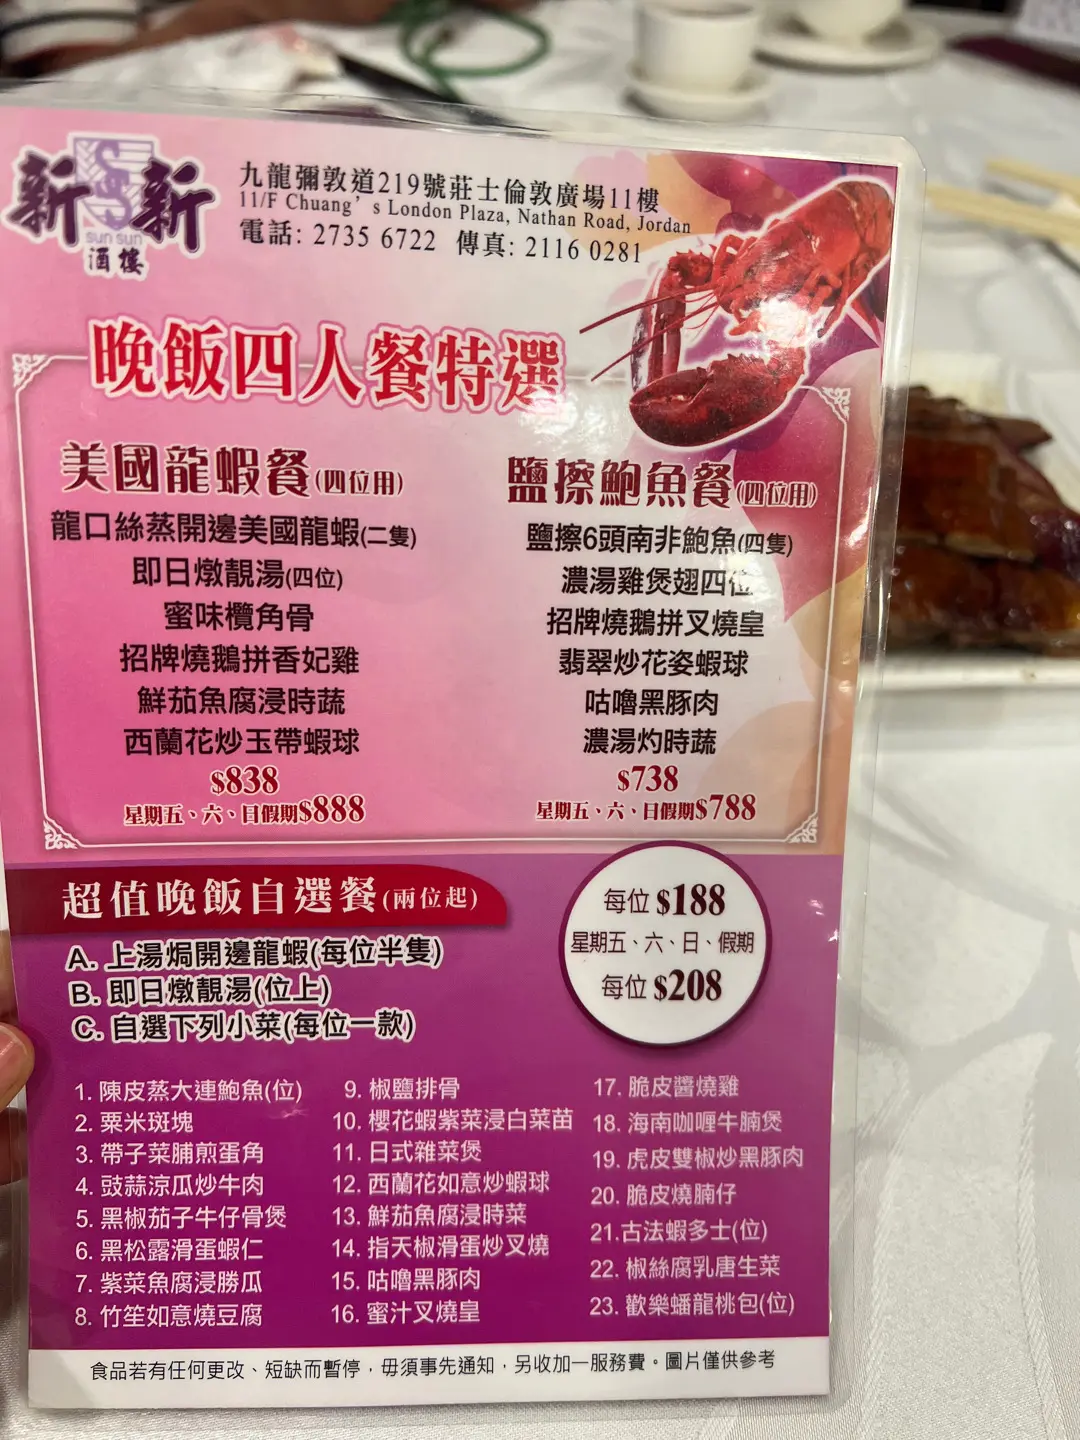 新新
sun sun
酒樓
九龍彌敦道219號莊士倫敦廣場11樓
11/F Chuang's London Plaza, Nathan Road, Jordan
電話: 2735 6722 傳真: 2116 0281
晚飯四人餐特選
美國龍蝦餐(四位用)
龍口絲蒸開邊美國龍蝦(二隻)
即日燉靚湯(四位)
蜜味欖角骨
招牌燒鵝拼香妃雞
鮮茄魚腐浸時蔬
西蘭花炒玉帶蝦球
$838
星期五、六、日假期$888
鹽擦鮑魚餐(四位用)
鹽擦6頭南非鮑魚(四隻)
濃湯雞煲翅四位
招牌燒鵝拼叉燒皇
翡翠炒花姿蝦球
咕嚕黑豚肉
濃湯灼時蔬
$738
星期五、六、日假期$788
超值晚飯自選餐(兩位起)
A. 上湯焗開邊龍蝦(每位半隻)
B. 即日燉靚湯(位上)
C. 自選下列小菜(每位一款)
每位 $188
星期五、六、日、假期
每位 $208
1. 陳皮蒸大連鮑魚(位)
2. 粟米斑塊
3. 帶子菜脯煎蛋角
4. 豉蒜涼瓜炒牛肉
5. 黑椒茄子牛仔骨煲
6. 黑松露滑蛋蝦仁
7. 紫菜魚腐浸勝瓜
8. 竹笙如意燒豆腐
9. 椒鹽排骨
10. 櫻花蝦紫菜浸白菜苗
11. 日式雜菜煲
12. 西蘭花如意炒蝦球
13. 鮮茄魚腐浸時菜
14. 指天椒滑蛋炒叉燒
15. 咕嚕黑豚肉
16. 蜜汁叉燒皇
17. 脆皮醬燒雞
18. 海南咖喱牛腩煲
19. 虎皮雙椒炒黑豚肉
20. 脆皮燒腩仔
21.古法蝦多士(位)
22. 椒絲腐乳唐生菜
23. 歡樂蟠龍桃包(位)
食品若有任何更改、短缺而暫停，毋須事先通知，另收加一服務費。圖片僅供參考